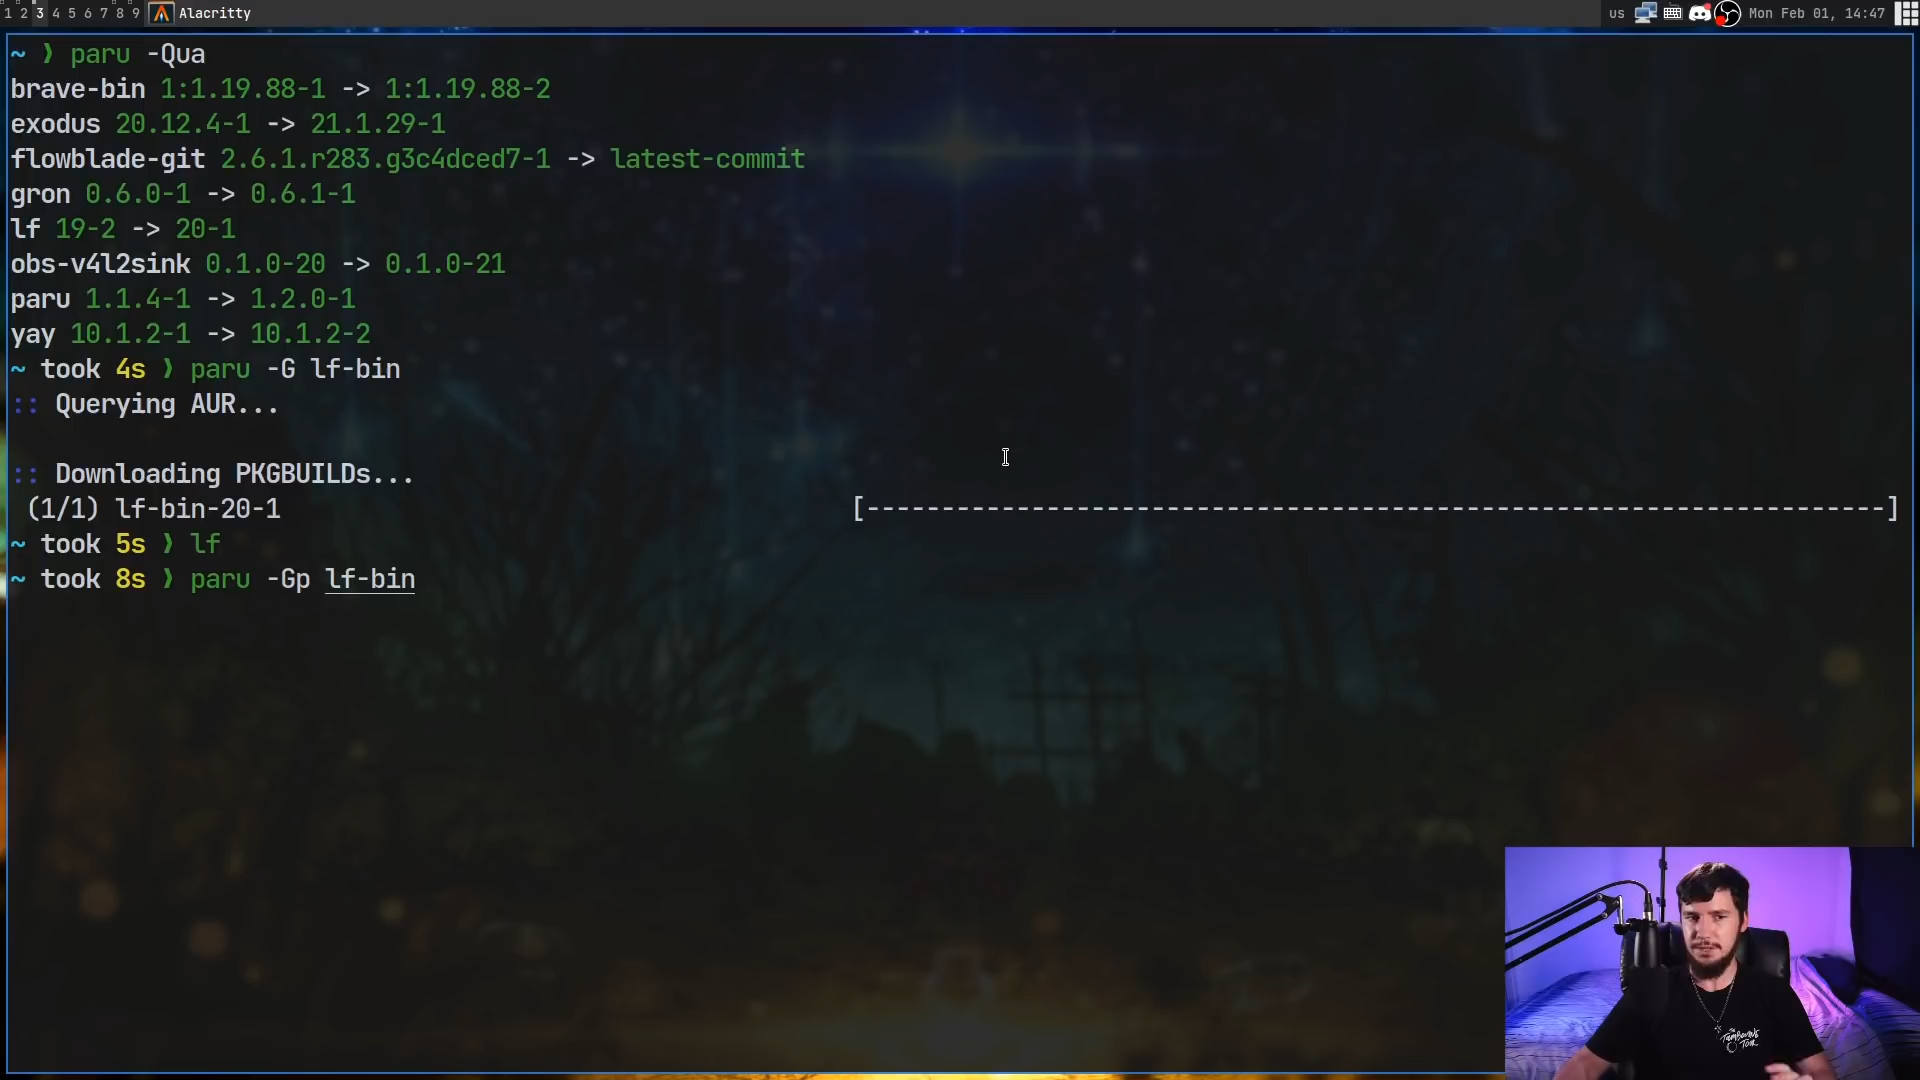 1 2 3 4 5 6 7 8 9 Alacritty us Mon Feb 01, 14:47
~ ❯ paru -Qua
brave-bin 1:1.19.88-1 -> 1:1.19.88-2
exodus 20.12.4-1 -> 21.1.29-1
flowblade-git 2.6.1.r283.g3c4dced7-1 -> latest-commit
gron 0.6.0-1 -> 0.6.1-1
lf 19-2 -> 20-1
obs-v4l2sink 0.1.0-20 -> 0.1.0-21
paru 1.1.4-1 -> 1.2.0-1
yay 10.1.2-1 -> 10.1.2-2
~ took 4s ❯ paru -G lf-bin
:: Querying AUR...
:: Downloading PKGBUILDs...
(1/1) lf-bin-20-1 [--------------------------------------------------------------------]
~ took 5s ❯ lf
~ took 8s ❯ paru -Gp lf-bin